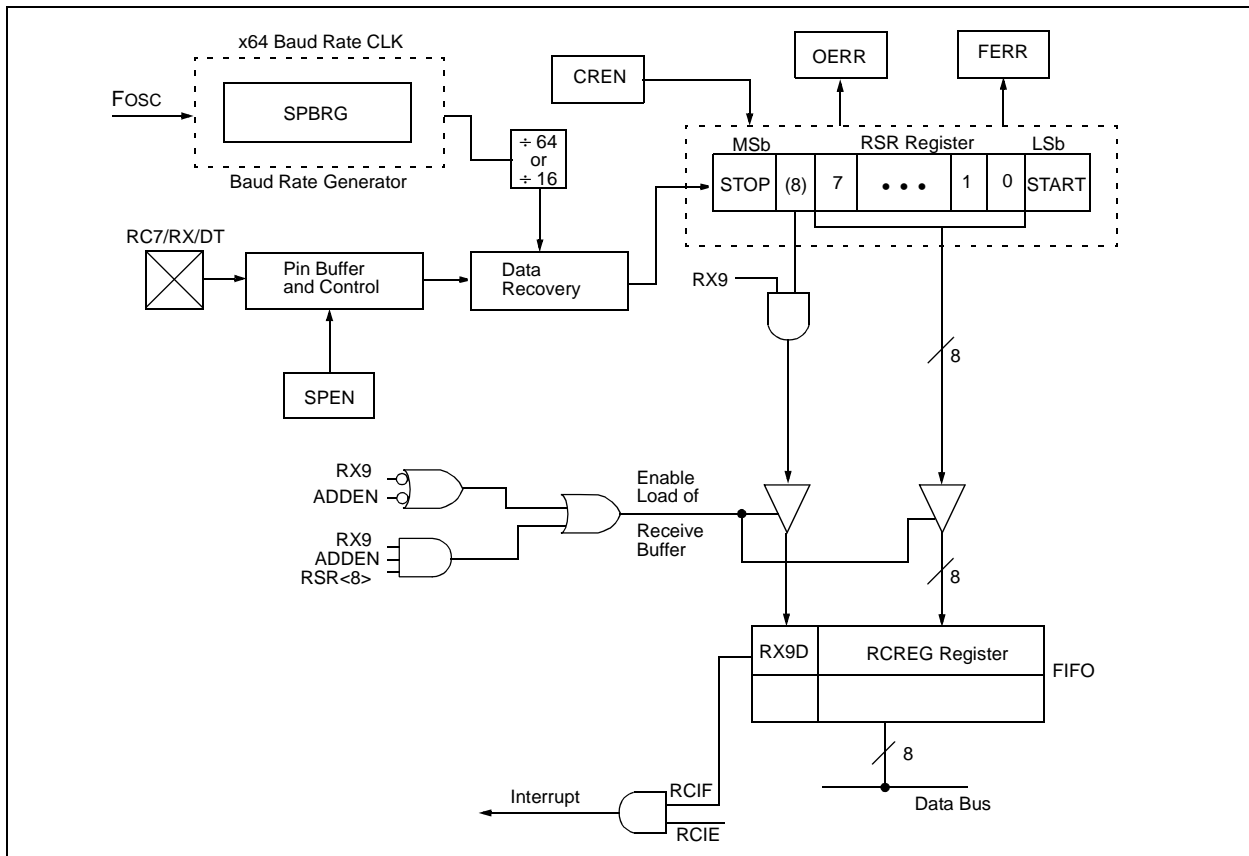 x64 Baud Rate CLK
FOSC
SPBRG
Baud Rate Generator
÷ 64
or
÷ 16
CREN
OERR
FERR
MSb
RSR Register
LSb
STOP
(8)
7
• • •
1
0
START
RC7/RX/DT
Pin Buffer
and Control
Data
Recovery
SPEN
RX9
8
RX9
ADDEN
RX9
ADDEN
RSR<8>
Enable
Load of
Receive
Buffer
8
RX9D
RCREG Register
FIFO
8
Data Bus
Interrupt
RCIF
RCIE